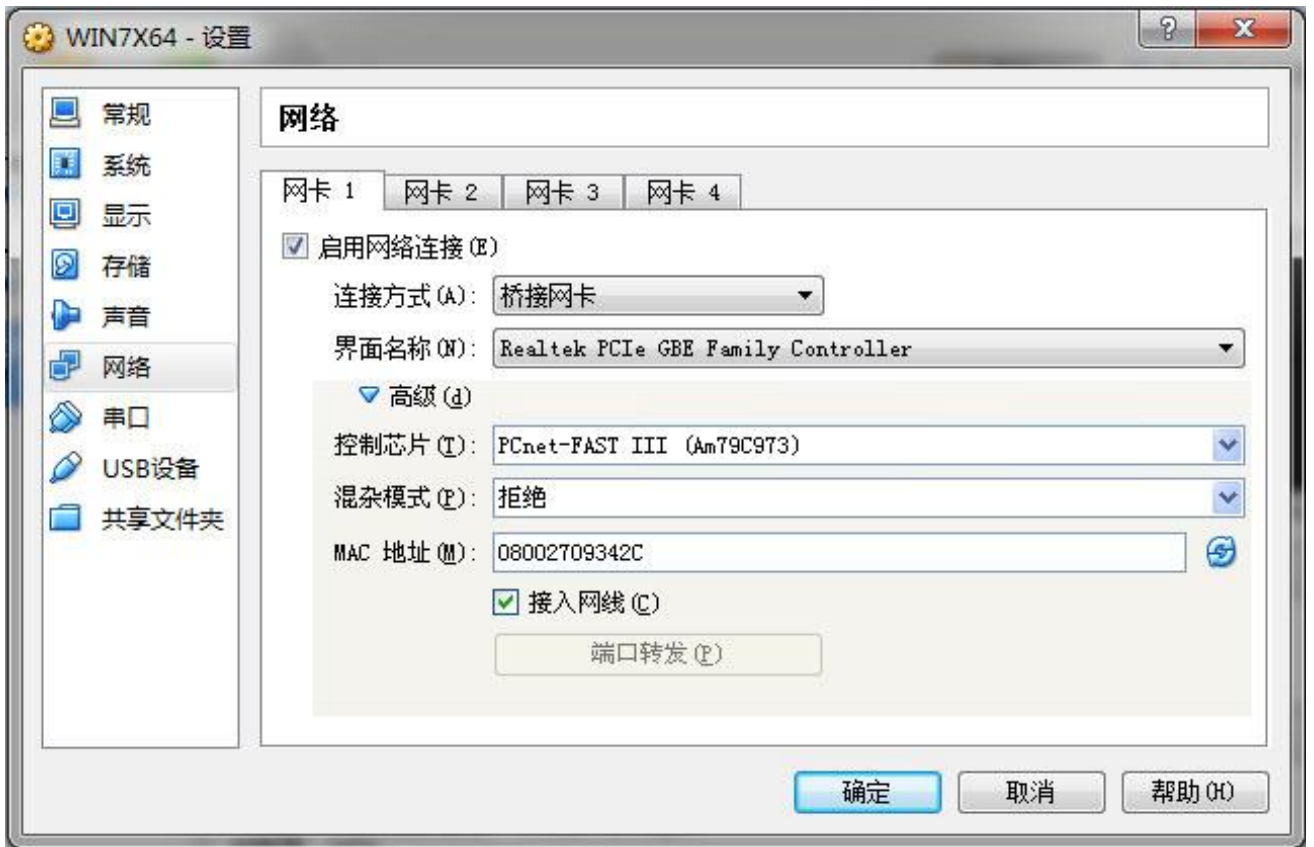 WIN7X64 - 设置
?
X
常规
系统
显示
存储
声音
网络
串口
USB设备
共享文件夹
网络
网卡 1
网卡 2
网卡 3
网卡 4
启用网络连接(E)
连接方式(A): 桥接网卡
界面名称(N): Realtek PCIe GBE Family Controller
高级(d)
控制芯片(T): PCnet-FAST III (Am79C973)
混杂模式(P): 拒绝
MAC 地址(M): 08002709342C
接入网线(C)
端口转发(P)
确定
取消
帮助(H)